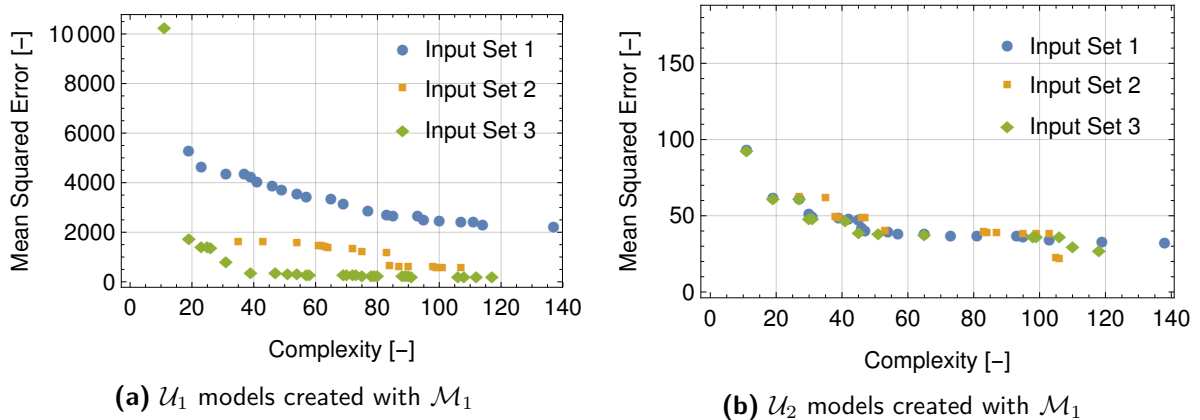 Mean Squared Error [–]
10 000
8000
6000
4000
2000
0
0 20 40 60 80 100 120 140
Complexity [–]
Input Set 1
Input Set 2
Input Set 3
(a) 𝒰₁ models created with ℳ₁
Mean Squared Error [–]
150
100
50
0
0 20 40 60 80 100 120 140
Complexity [–]
Input Set 1
Input Set 2
Input Set 3
(b) 𝒰₂ models created with ℳ₁